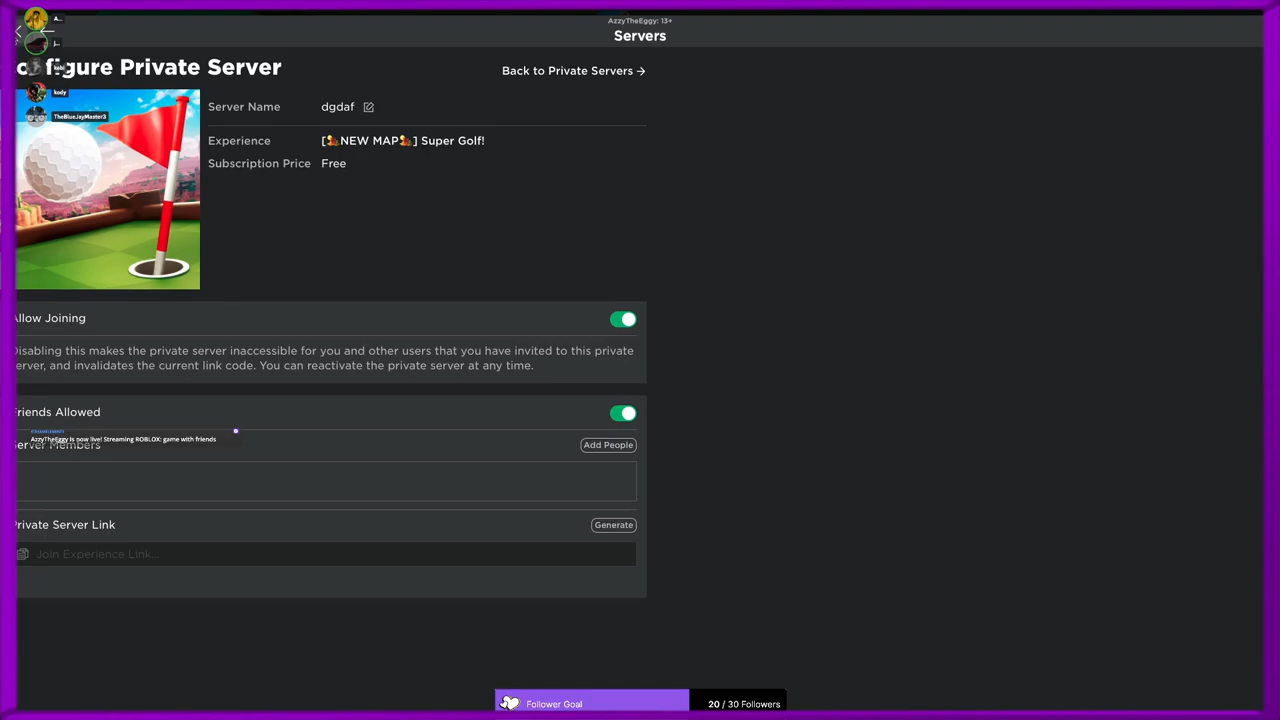 AzzyTheEggy: 13+
Servers
A...
J...
kebi
kody
TheBlueJayMaster3
figure Private Server
Back to Private Servers →
Server Name
dgdaf
Experience
[🐪NEW MAP🐪] Super Golf!
Subscription Price
Free
Allow Joining
Disabling this makes the private server inaccessible for you and other users that you have invited to this private
server, and invalidates the current link code. You can reactivate the private server at any time.
Friends Allowed
AzzyTheEggy is now live! Streaming ROBLOX: game with friends
Server Members
Add People
Private Server Link
Generate
Join Experience Link...
Follower Goal
20 / 30 Followers